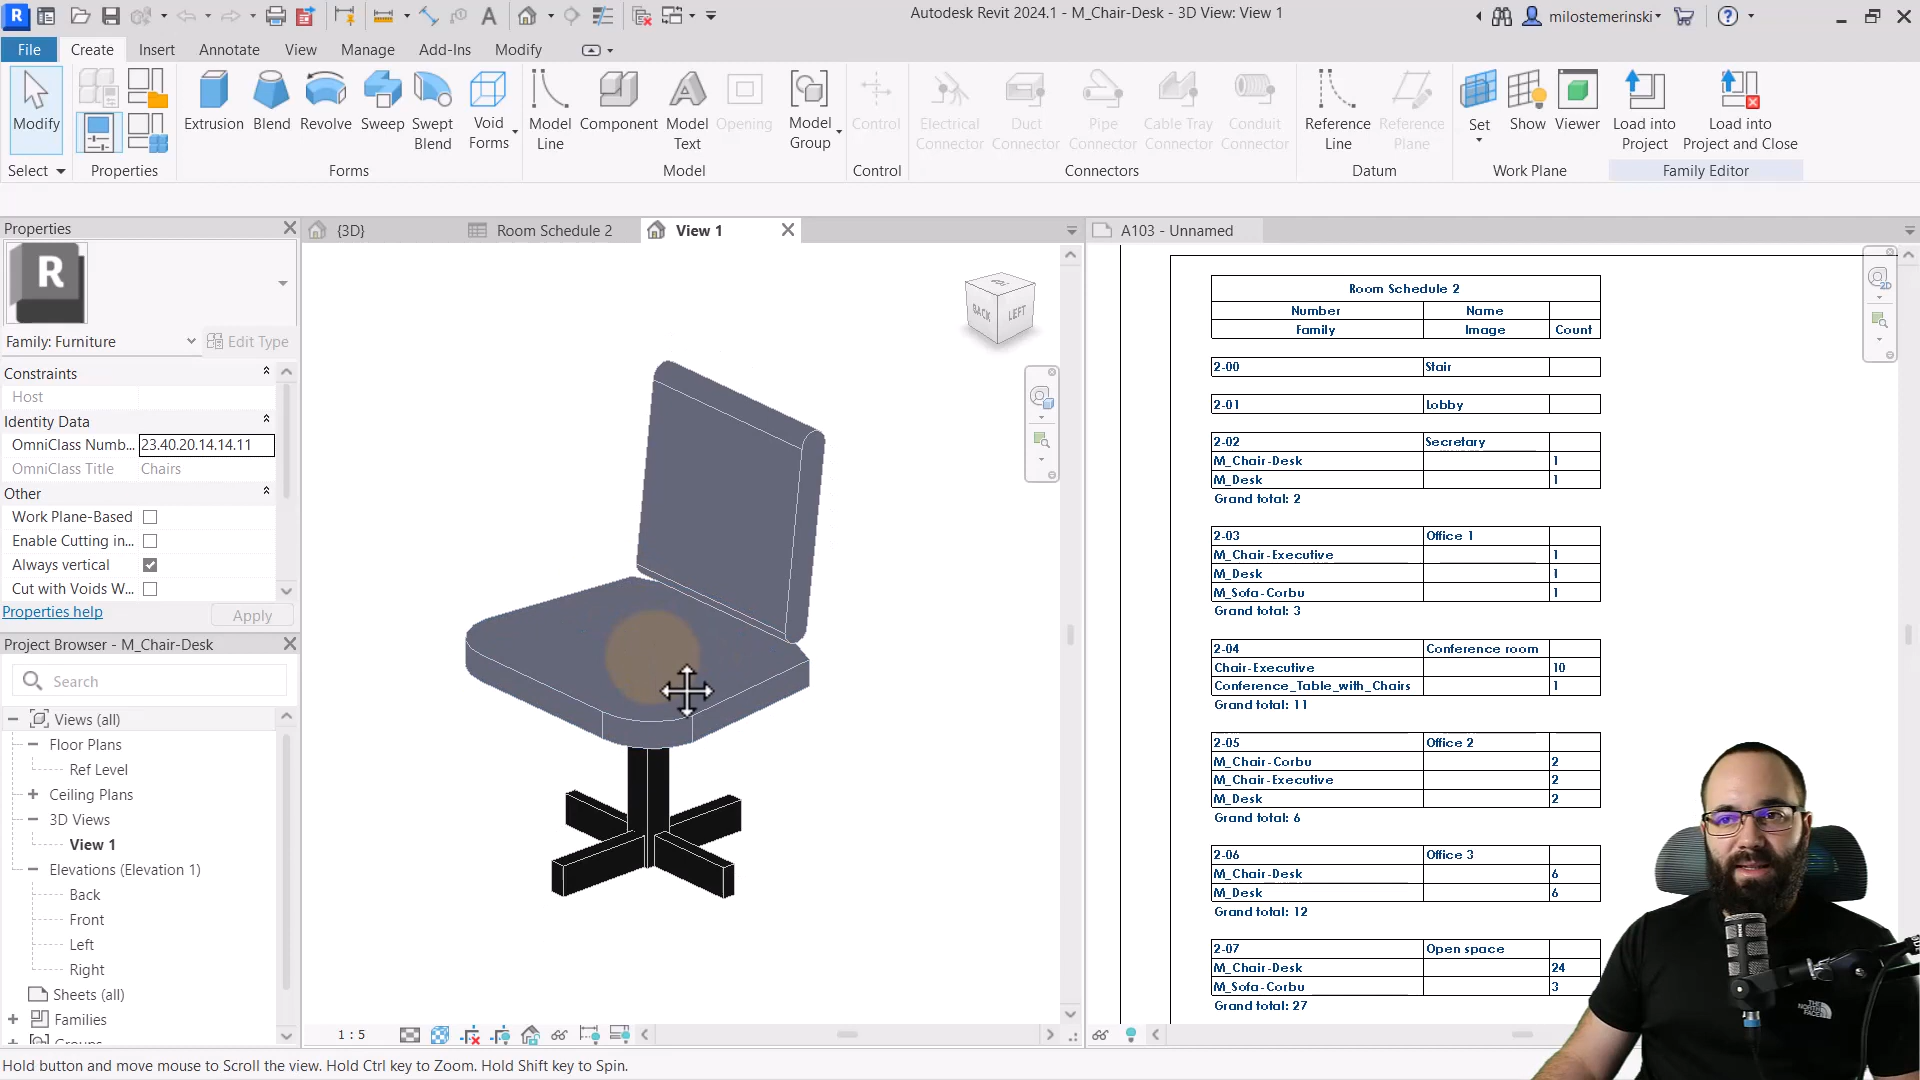 Autodesk Revit 2024.1 - M_Chair-Desk - 3D View: View 1
milostemerinski
File
Create
Insert
Annotate
View
Manage
Add-Ins
Modify
Modify
Extrusion
Blend
Revolve
Sweep
Swept
Blend
Void
Forms
Model
Line
Component
Model
Text
Opening
Model
Group
Control
Electrical
Connector
Duct
Connector
Pipe
Connector
Cable Tray
Connector
Conduit
Connector
Reference
Line
Reference
Plane
Set
Show
Viewer
Load into
Project
Load into
Project and Close
Select
Properties
Forms
Model
Control
Connectors
Datum
Work Plane
Family Editor
Properties
R
Family: Furniture
Edit Type
Constraints
Host
Identity Data
OmniClass Numb...
23.40.20.14.14.11
OmniClass Title
Chairs
Other
Work Plane-Based
Enable Cutting in...
Always vertical
Cut with Voids W...
Properties help
Apply
Project Browser - M_Chair-Desk
Search
Views (all)
Floor Plans
Ref Level
Ceiling Plans
3D Views
View 1
Elevations (Elevation 1)
Back
Front
Left
Right
Sheets (all)
Families
{3D}
Room Schedule 2
View 1
BACK
LEFT
1 : 5
A103 - Unnamed
Room Schedule 2
Number Name
Family Image Count
2-00 Stair
2-01 Lobby
2-02 Secretary
M_Chair-Desk 1
M_Desk 1
Grand total: 2
2-03 Office 1
M_Chair-Executive 1
M_Desk 1
M_Sofa-Corbu 1
Grand total: 3
2-04 Conference room
Chair-Executive 10
Conference_Table_with_Chairs 1
Grand total: 11
2-05 Office 2
M_Chair-Corbu 2
M_Chair-Executive 2
M_Desk 2
Grand total: 6
2-06 Office 3
M_Chair-Desk 6
M_Desk 6
Grand total: 12
2-07 Open space
M_Chair-Desk 24
M_Sofa-Corbu 3
Grand total: 27
THE
NORTH
FACE
Hold button and move mouse to Scroll the view. Hold Ctrl key to Zoom. Hold Shift key to Spin.